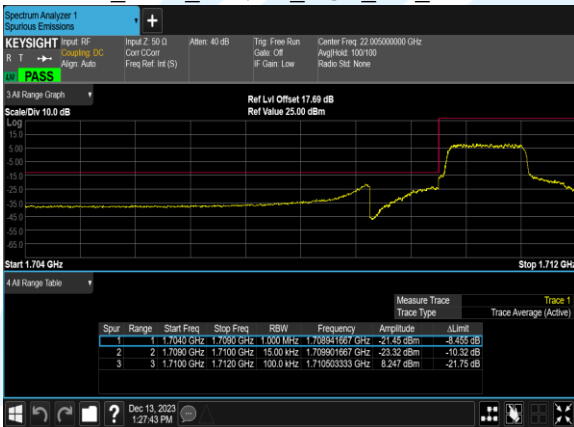 Spectrum Analyzer 1
Spurious Emissions
KEYSIGHT Input: RF Input Z: 50 Ω Atten: 40 dB Trig: Free Run Center Freq: 22.005000000 GHz
R T Coupling: DC Corr CCorr Gate: Off Avg|Hold: 100/100
Align: Auto Freq Ref: Int (S) IF Gain: Low Radio Std: None
PASS
3 All Range Graph
Ref Lvl Offset 17.69 dB
Scale/Div 10.0 dB Ref Value 25.00 dBm
Log
15.0
5.00
-5.00
-15.0
-25.0
-35.0
-45.0
-55.0
-65.0
Start 1.704 GHz Stop 1.712 GHz
4 All Range Table
Measure Trace Trace 1
Trace Type Trace Average (Active)
Spur Range Start Freq Stop Freq RBW Frequency Amplitude ΔLimit
1 1 1.7040 GHz 1.7090 GHz 1.000 MHz 1.708941667 GHz -21.45 dBm -8.455 dB
2 2 1.7090 GHz 1.7100 GHz 15.00 kHz 1.709901667 GHz -23.32 dBm -10.32 dB
3 3 1.7100 GHz 1.7120 GHz 100.0 kHz 1.710503333 GHz 8.247 dBm -21.75 dB
Dec 13, 2023
1:27:43 PM